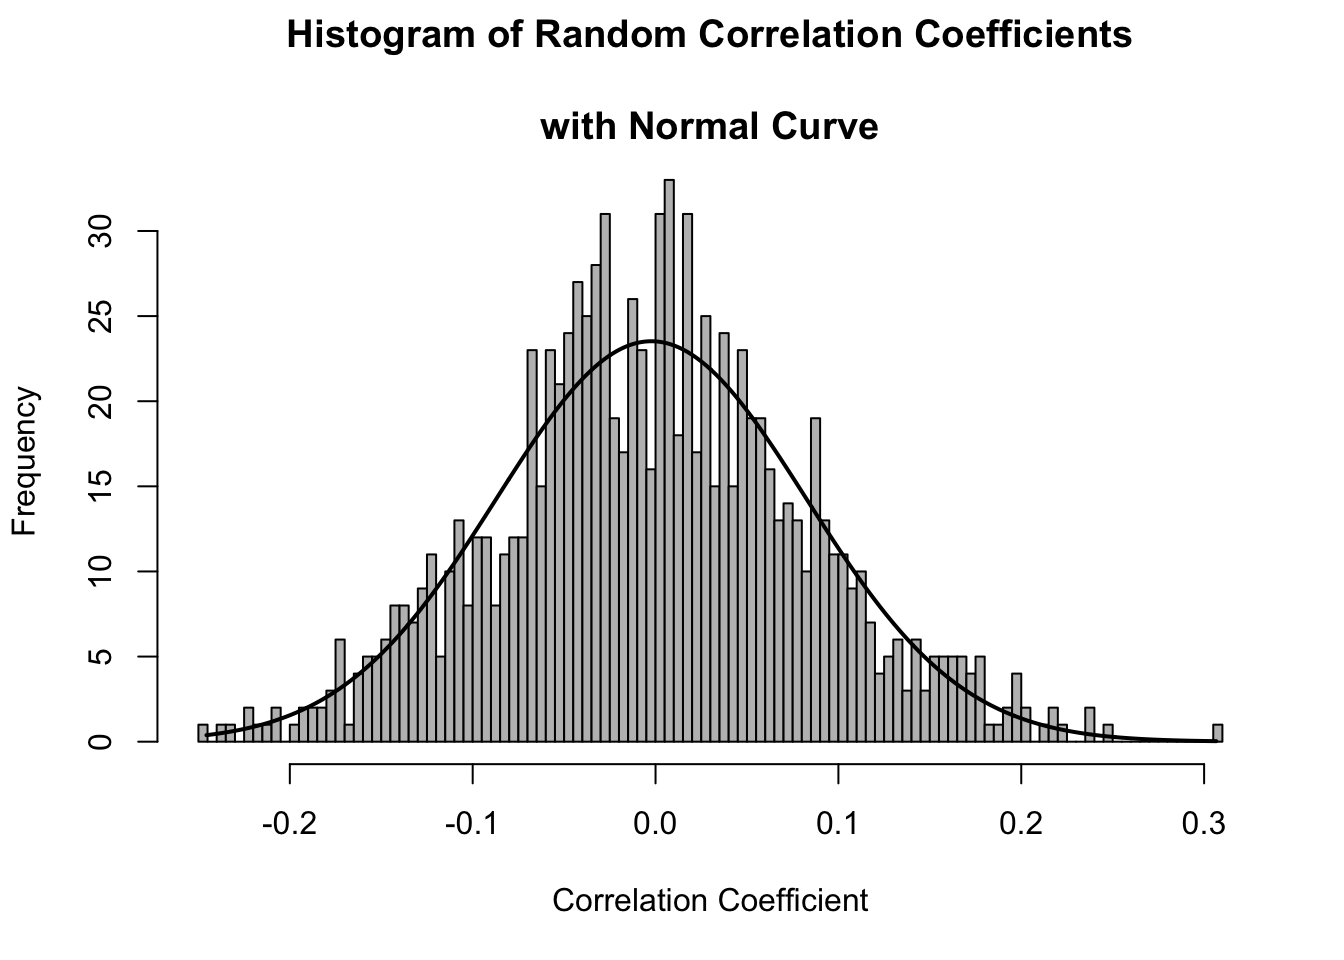 Histogram of Random Correlation Coefficients
with Normal Curve
Frequency
30
25
20
15
10
5
0
-0.2 -0.1 0.0 0.1 0.2 0.3
Correlation Coefficient